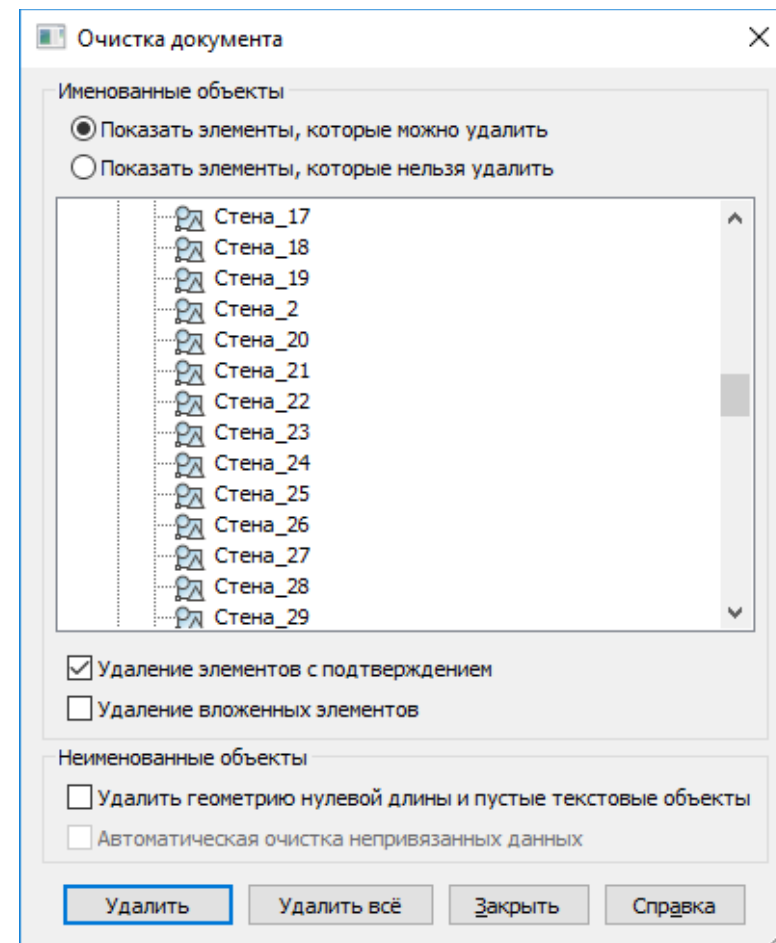 Очистка документа
Именованные объекты
Показать элементы, которые можно удалить
Показать элементы, которые нельзя удалить
Стена_17
Стена_18
Стена_19
Стена_2
Стена_20
Стена_21
Стена_22
Стена_23
Стена_24
Стена_25
Стена_26
Стена_27
Стена_28
Стена_29
Удаление элементов с подтверждением
Удаление вложенных элементов
Неименованные объекты
Удалить геометрию нулевой длины и пустые текстовые объекты
Автоматическая очистка непривязанных данных
Удалить Удалить всё Закрыть Справка